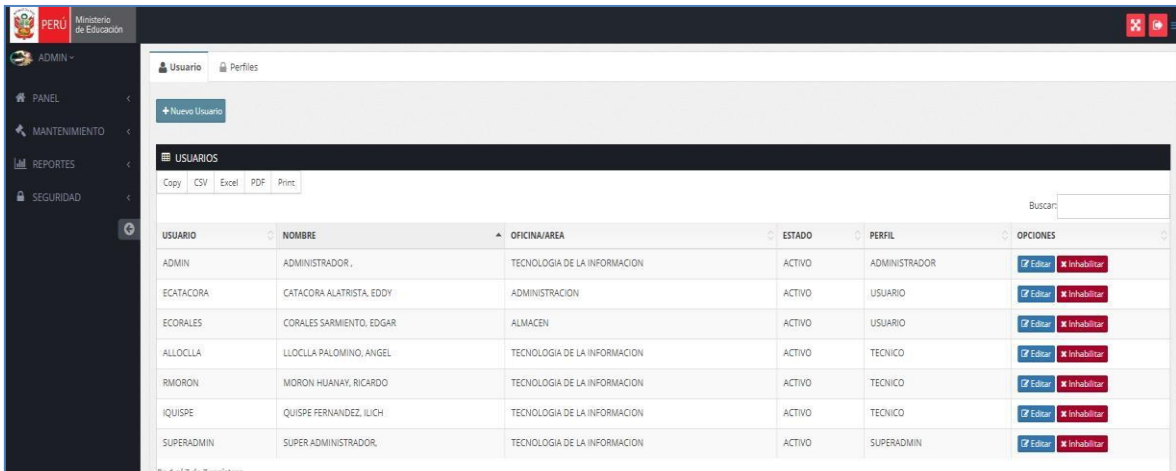 PERÚ Ministerio de Educación
ADMIN
Usuario Perfiles
PANEL
+ Nuevo Usuario
MANTENIMIENTO
REPORTES
USUARIOS
Copy CSV Excel PDF Print
SEGURIDAD
Buscar:
USUARIO NOMBRE OFICINA/AREA ESTADO PERFIL OPCIONES
ADMIN ADMINISTRADOR , TECNOLOGIA DE LA INFORMACION ACTIVO ADMINISTRADOR Editar Inhabilitar
ECATACORA CATACORA ALATRISTA, EDDY ADMINISTRACION ACTIVO USUARIO Editar Inhabilitar
ECORALES CORALES SARMIENTO, EDGAR ALMACEN ACTIVO USUARIO Editar Inhabilitar
ALLOCLLA LLOCLLA PALOMINO, ANGEL TECNOLOGIA DE LA INFORMACION ACTIVO TECNICO Editar Inhabilitar
RMORON MORON HUANAY, RICARDO TECNOLOGIA DE LA INFORMACION ACTIVO TECNICO Editar Inhabilitar
IQUISPE QUISPE FERNANDEZ, ILICH TECNOLOGIA DE LA INFORMACION ACTIVO TECNICO Editar Inhabilitar
SUPERADMIN SUPER ADMINISTRADOR, TECNOLOGIA DE LA INFORMACION ACTIVO SUPERADMIN Editar Inhabilitar